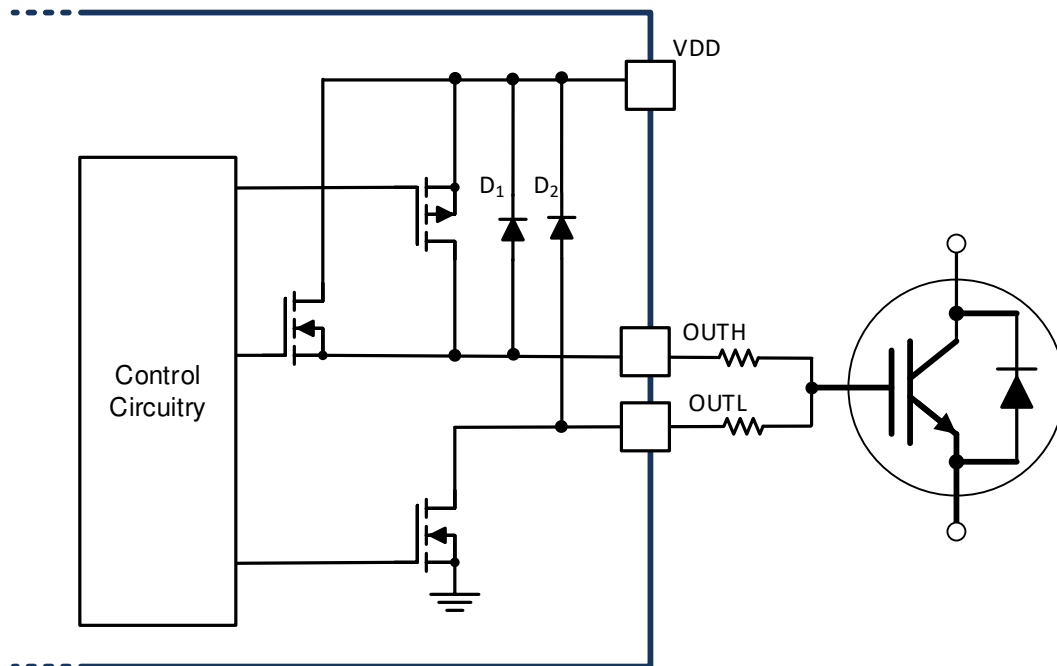 VDD
D₁ D₂
OUTH
Control
Circuitry
OUTL